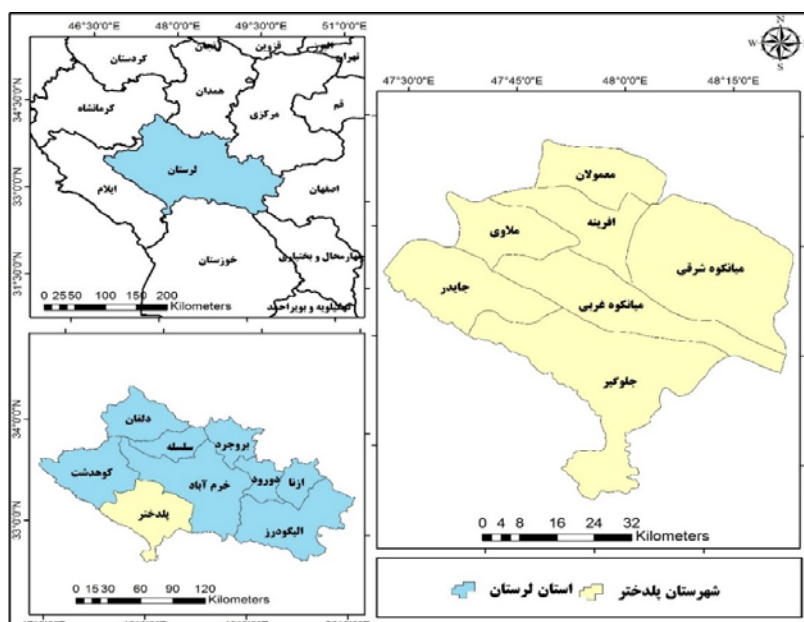 46°30'0"E 48°0'0"E 49°30'0"E 51°0'0"E
34°30'0"N
33°0'0"N
31°30'0"N
کردستان
زنجان
قزوین
البرز
تهران
همدان
کرمانشاه
مرکزی
قم
لرستان
ایلام
اصفهان
خوزستان
چهارمحال و بختیاری
کهگیلویه و بویراحمد
0 25 50 100 150 200
Kilometers
34°0'0"N
33°0'0"N
دلفان
سلسله
بروجرد
کوهدشت
خرم آباد
دورود
ازنا
پلدختر
الیگودرز
0 15 30 60 90 120
Kilometers
N
W E
S
47°30'0"E 47°45'0"E 48°0'0"E 48°15'0"E
معمولان
افرینه
ملاوی
میانکوه شرقی
جایدر
میانکوه غربی
جلوگیر
0 4 8 16 24 32
Kilometers
استان لرستان
شهرستان پلدختر